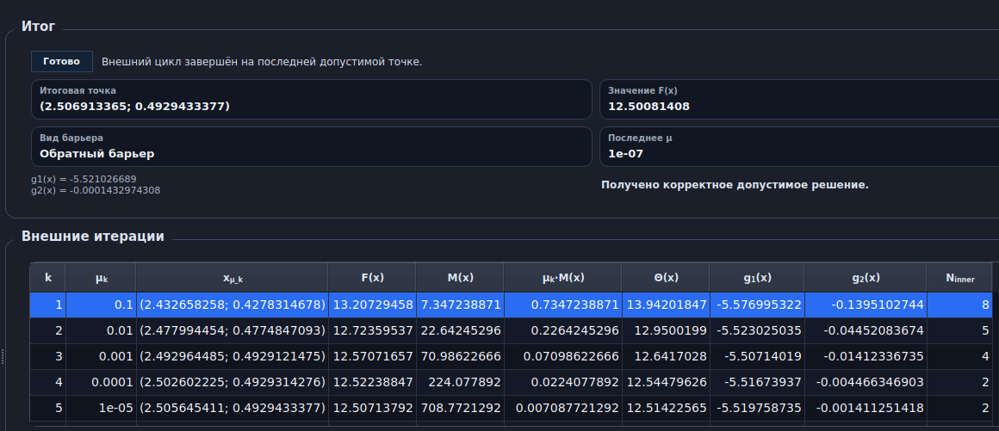 Итог
Готово Внешний цикл завершён на последней допустимой точке.
Итоговая точка Значение F(x)
(2.506913365; 0.4929433377) 12.50081408
Вид барьера Последнее μ
Обратный барьер 1e-07
g1(x) = -5.521026689
g2(x) = -0.0001432974308
Получено корректное допустимое решение.
Внешние итерации
k μₖ xμ_k F(x) M(x) μₖ·M(x) Θ(x) g₁(x) g₂(x) Nᵢₙₙₑᵣ
1 0.1 (2.432658258; 0.4278314678) 13.20729458 7.347238871 0.7347238871 13.94201847 -5.576995322 -0.1395102744 8
2 0.01 (2.477994454; 0.4774847093) 12.72359537 22.64245296 0.2264245296 12.9500199 -5.523025035 -0.04452083674 5
3 0.001 (2.492964485; 0.4929121475) 12.57071657 70.98622666 0.07098622666 12.6417028 -5.50714019 -0.01412336735 4
4 0.0001 (2.502602225; 0.4929314276) 12.52238847 224.077892 0.0224077892 12.54479626 -5.51673937 -0.004466346903 2
5 1e-05 (2.505645411; 0.4929433377) 12.50713792 708.7721292 0.007087721292 12.51422565 -5.519758735 -0.001411251418 2